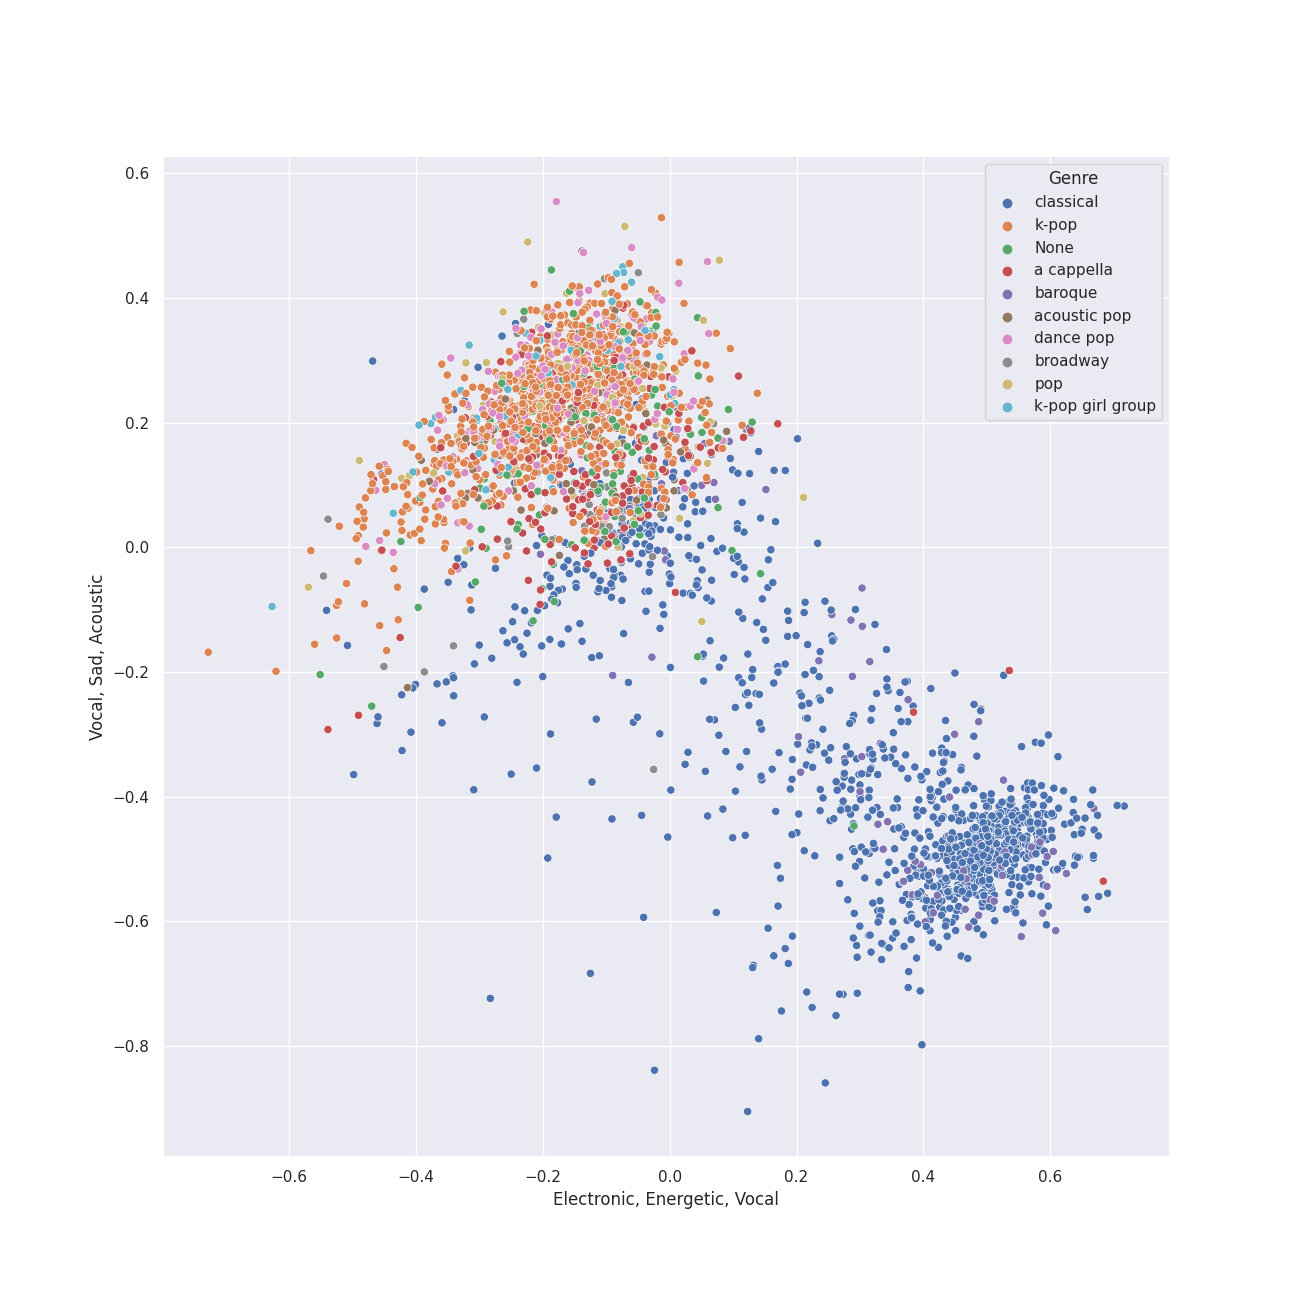 Genre
classical
k-pop
None
a cappella
baroque
acoustic pop
dance pop
broadway
pop
k-pop girl group
0.6
0.4
0.2
0.0
−0.2
−0.4
−0.6
−0.8
Vocal, Sad, Acoustic
−0.6 −0.4 −0.2 0.0 0.2 0.4 0.6
Electronic, Energetic, Vocal